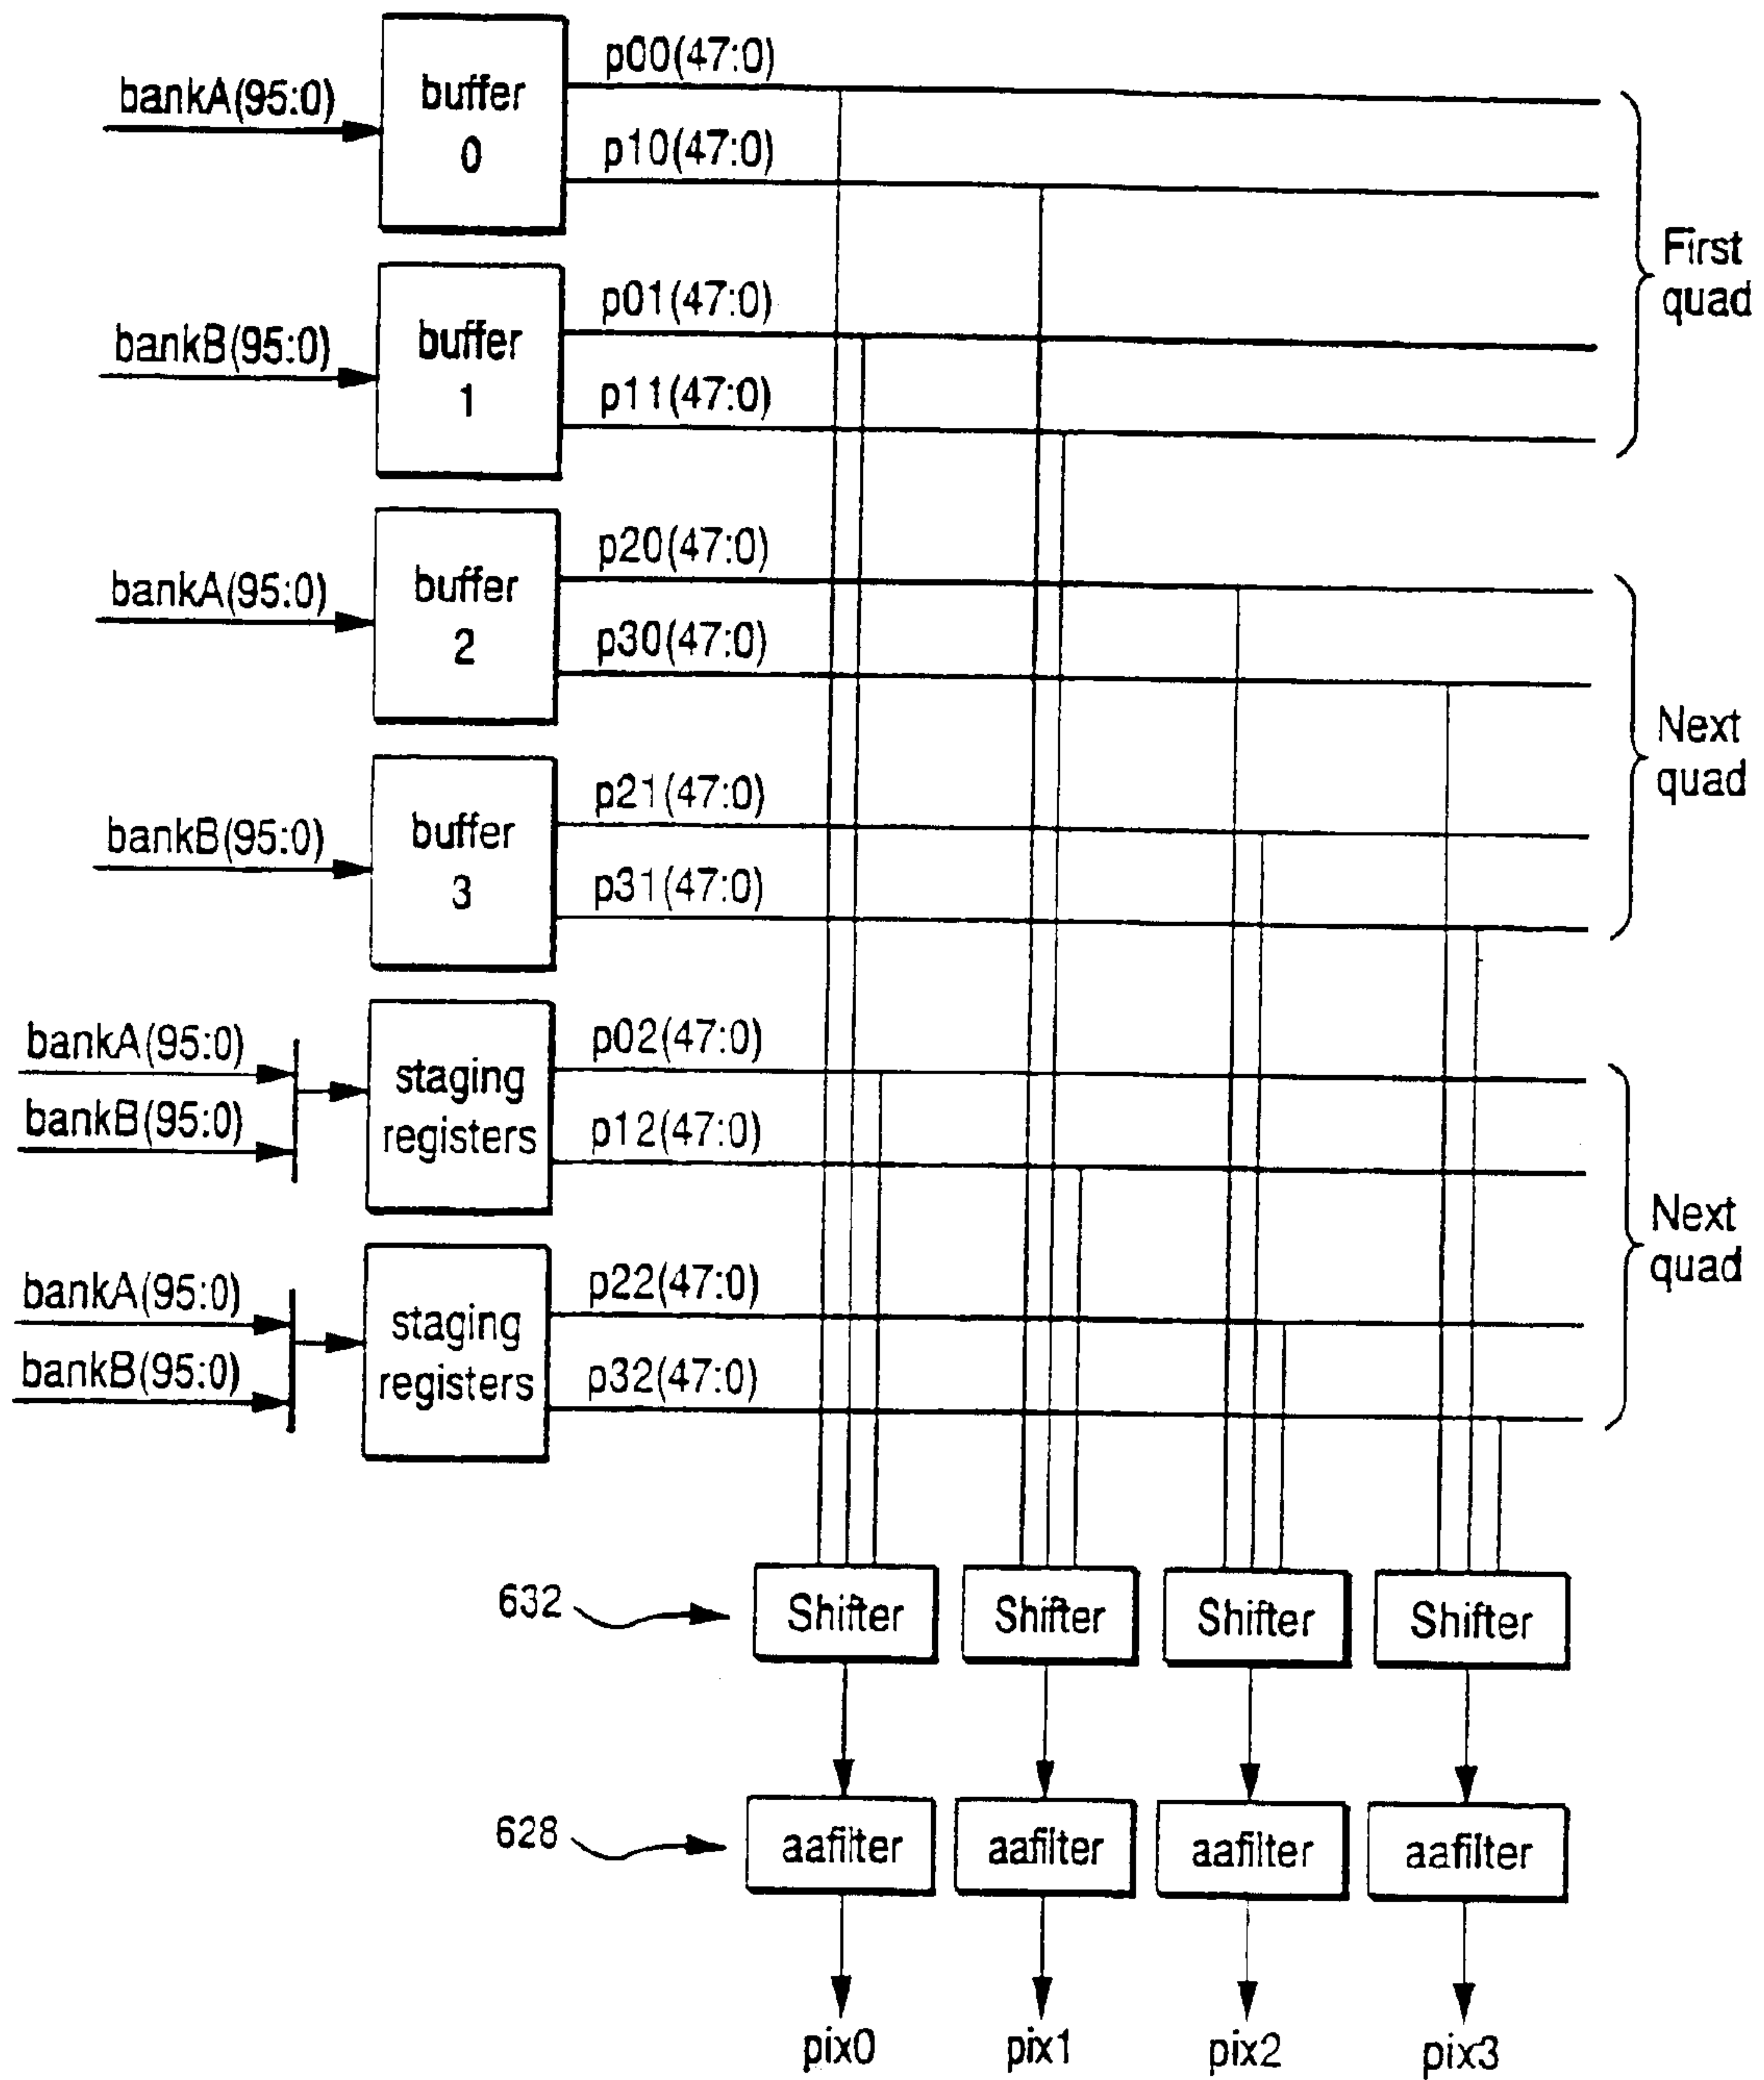 p00(47:0)
bankA(95:0)
buffer
0
p10(47:0)
First
quad
p01(47:0)
bankB(95:0)
buffer
1
p11(47:0)
p20(47:0)
bankA(95:0)
buffer
2
p30(47:0)
Next
quad
p21(47:0)
bankB(95:0)
buffer
3
p31(47:0)
bankA(95:0)
bankB(95:0)
staging
registers
p02(47:0)
p12(47:0)
Next
quad
bankA(95:0)
bankB(95:0)
staging
registers
p22(47:0)
p32(47:0)
632
Shifter
Shifter
Shifter
Shifter
628
aafilter
aafilter
aafilter
aafilter
pix0
pix1
pix2
pix3